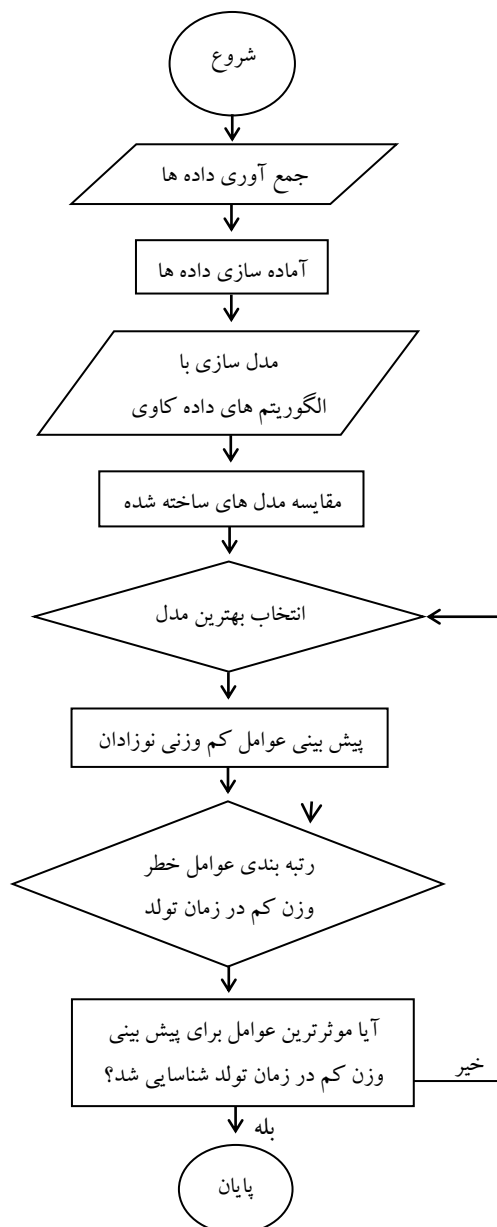 شروع
جمع آوری داده ها
آماده سازی داده ها
مدل سازی با
الگوریتم های داده کاوی
مقایسه مدل های ساخته شده
انتخاب بهترین مدل
پیش بینی عوامل کم وزنی نوزادان
رتبه بندی عوامل خطر
وزن کم در زمان تولد
آیا موثرترین عوامل برای پیش بینی
وزن کم در زمان تولد شناسایی شد؟
خیر
بله
پایان